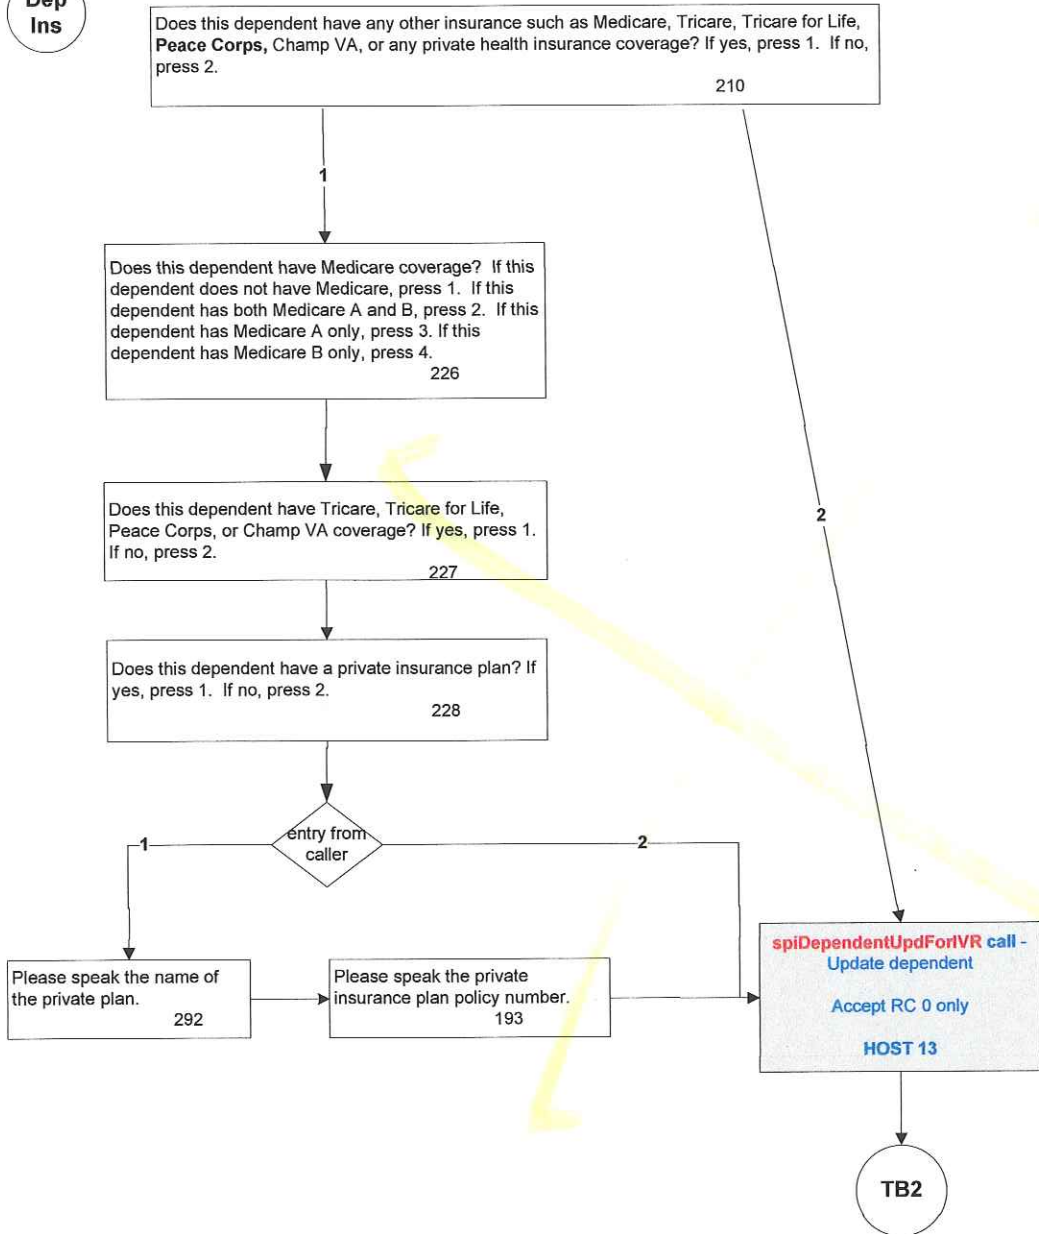 Dep
Ins
Does this dependent have any other insurance such as Medicare, Tricare, Tricare for Life,
Peace Corps, Champ VA, or any private health insurance coverage? If yes, press 1. If no,
press 2.
210
1
2
Does this dependent have Medicare coverage? If this
dependent does not have Medicare, press 1. If this
dependent has both Medicare A and B, press 2. If this
dependent has Medicare A only, press 3. If this
dependent has Medicare B only, press 4.
226
Does this dependent have Tricare, Tricare for Life,
Peace Corps, or Champ VA coverage? If yes, press 1.
If no, press 2.
227
Does this dependent have a private insurance plan? If
yes, press 1. If no, press 2.
228
entry from
caller
1
2
Please speak the name of
the private plan.
292
Please speak the private
insurance plan policy number.
193
spiDependentUpdForIVR call -
Update dependent
Accept RC 0 only
HOST 13
TB2